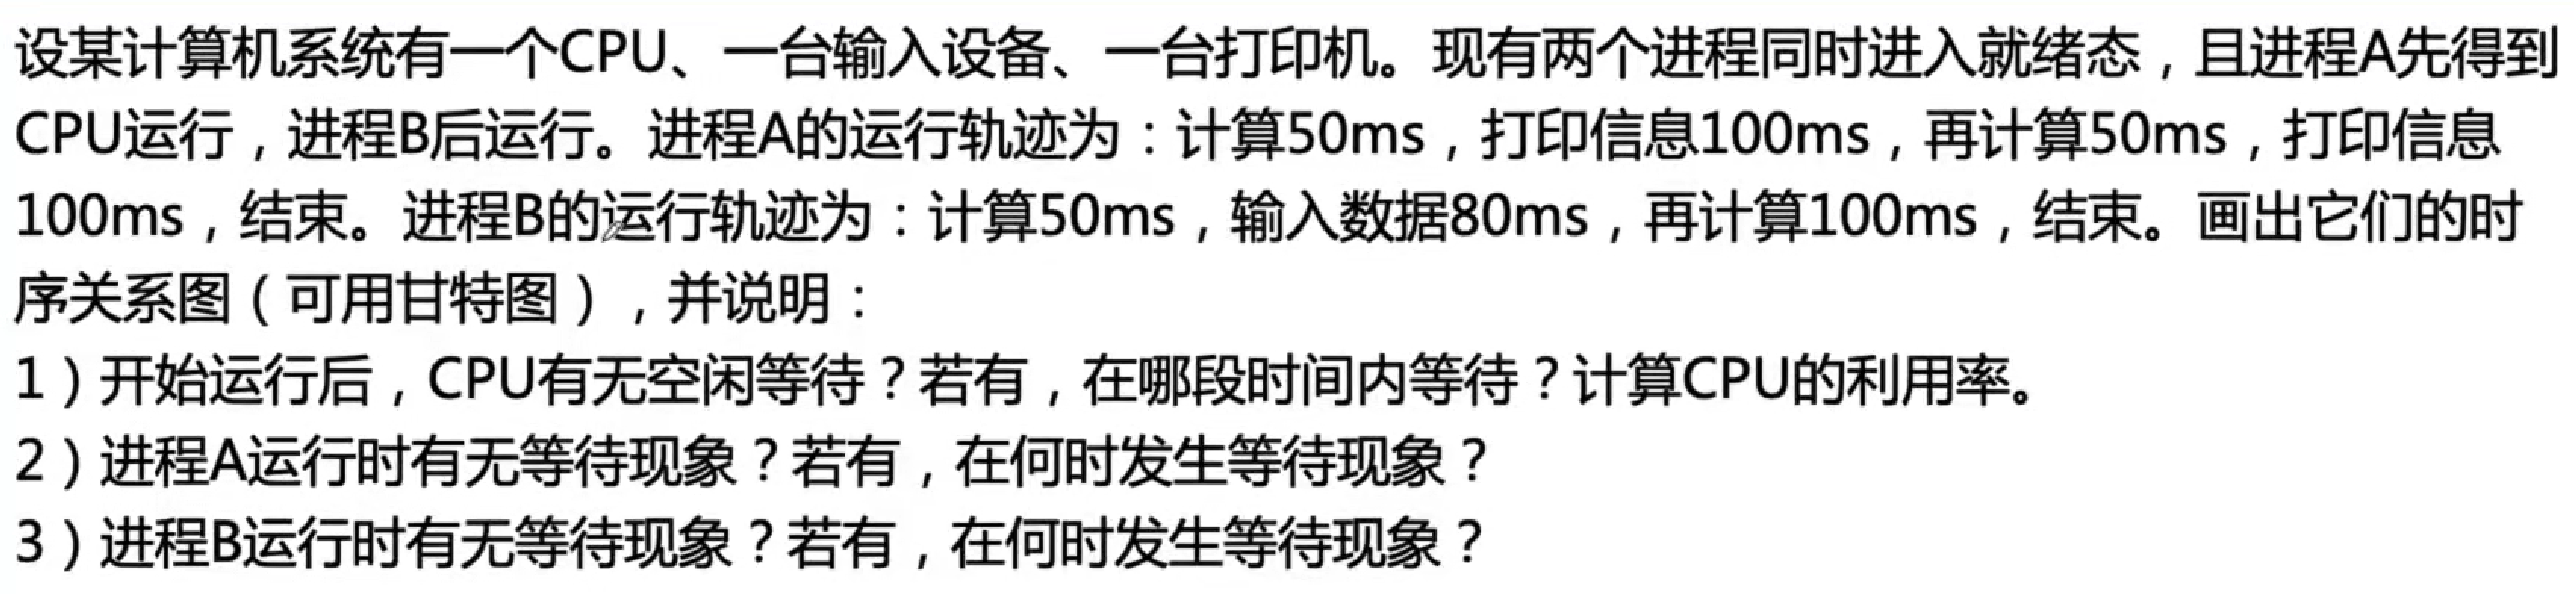 设某计算机系统有一个CPU、一台输入设备、一台打印机。现有两个进程同时进入就绪态，且进程A先得到
CPU运行，进程B后运行。进程A的运行轨迹为：计算50ms，打印信息100ms，再计算50ms，打印信息
100ms，结束。进程B的运行轨迹为：计算50ms，输入数据80ms，再计算100ms，结束。画出它们的时
序关系图（可用甘特图），并说明：
1）开始运行后，CPU有无空闲等待？若有，在哪段时间内等待？计算CPU的利用率。
2）进程A运行时有无等待现象？若有，在何时发生等待现象？
3）进程B运行时有无等待现象？若有，在何时发生等待现象？